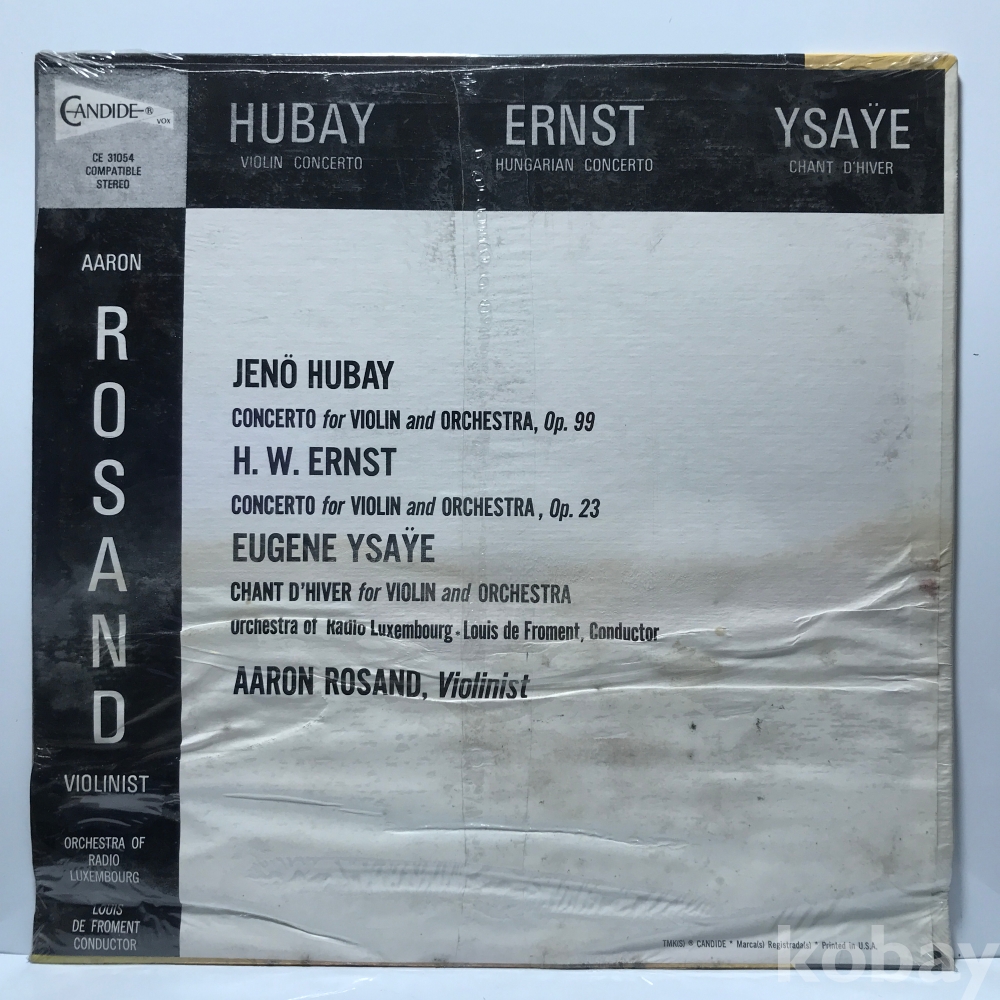 CANDIDE ®
VOX
CE 31054
COMPATIBLE
STEREO
HUBAY
VIOLIN CONCERTO
ERNST
HUNGARIAN CONCERTO
YSAŸE
CHANT D'HIVER
AARON
ROSAND
VIOLINIST
ORCHESTRA OF
RADIO
LUXEMBOURG
LOUIS
DE FROMENT
CONDUCTOR
JENÖ HUBAY
CONCERTO for VIOLIN and ORCHESTRA, Op. 99
H. W. ERNST
CONCERTO for VIOLIN and ORCHESTRA, Op. 23
EUGENE YSAŸE
CHANT D'HIVER for VIOLIN and ORCHESTRA
Orchestra of Radio Luxembourg • Louis de Froment, Conductor
AARON ROSAND, Violinist
TMK(S) ® CANDIDE * Marca(s) Registrada(s) * Printed in U.S.A.
kobay